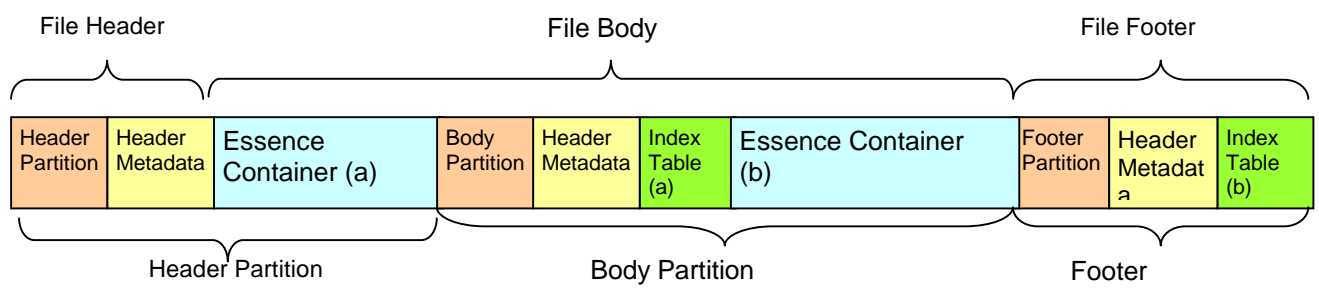 File Header
File Body
File Footer
Header
Partition
Header
Metadata
Essence
Container (a)
Body
Partition
Header
Metadata
Index
Table
(a)
Essence Container
(b)
Footer
Partition
Header
Metadat
a
Index
Table
(b)
Header Partition
Body Partition
Footer